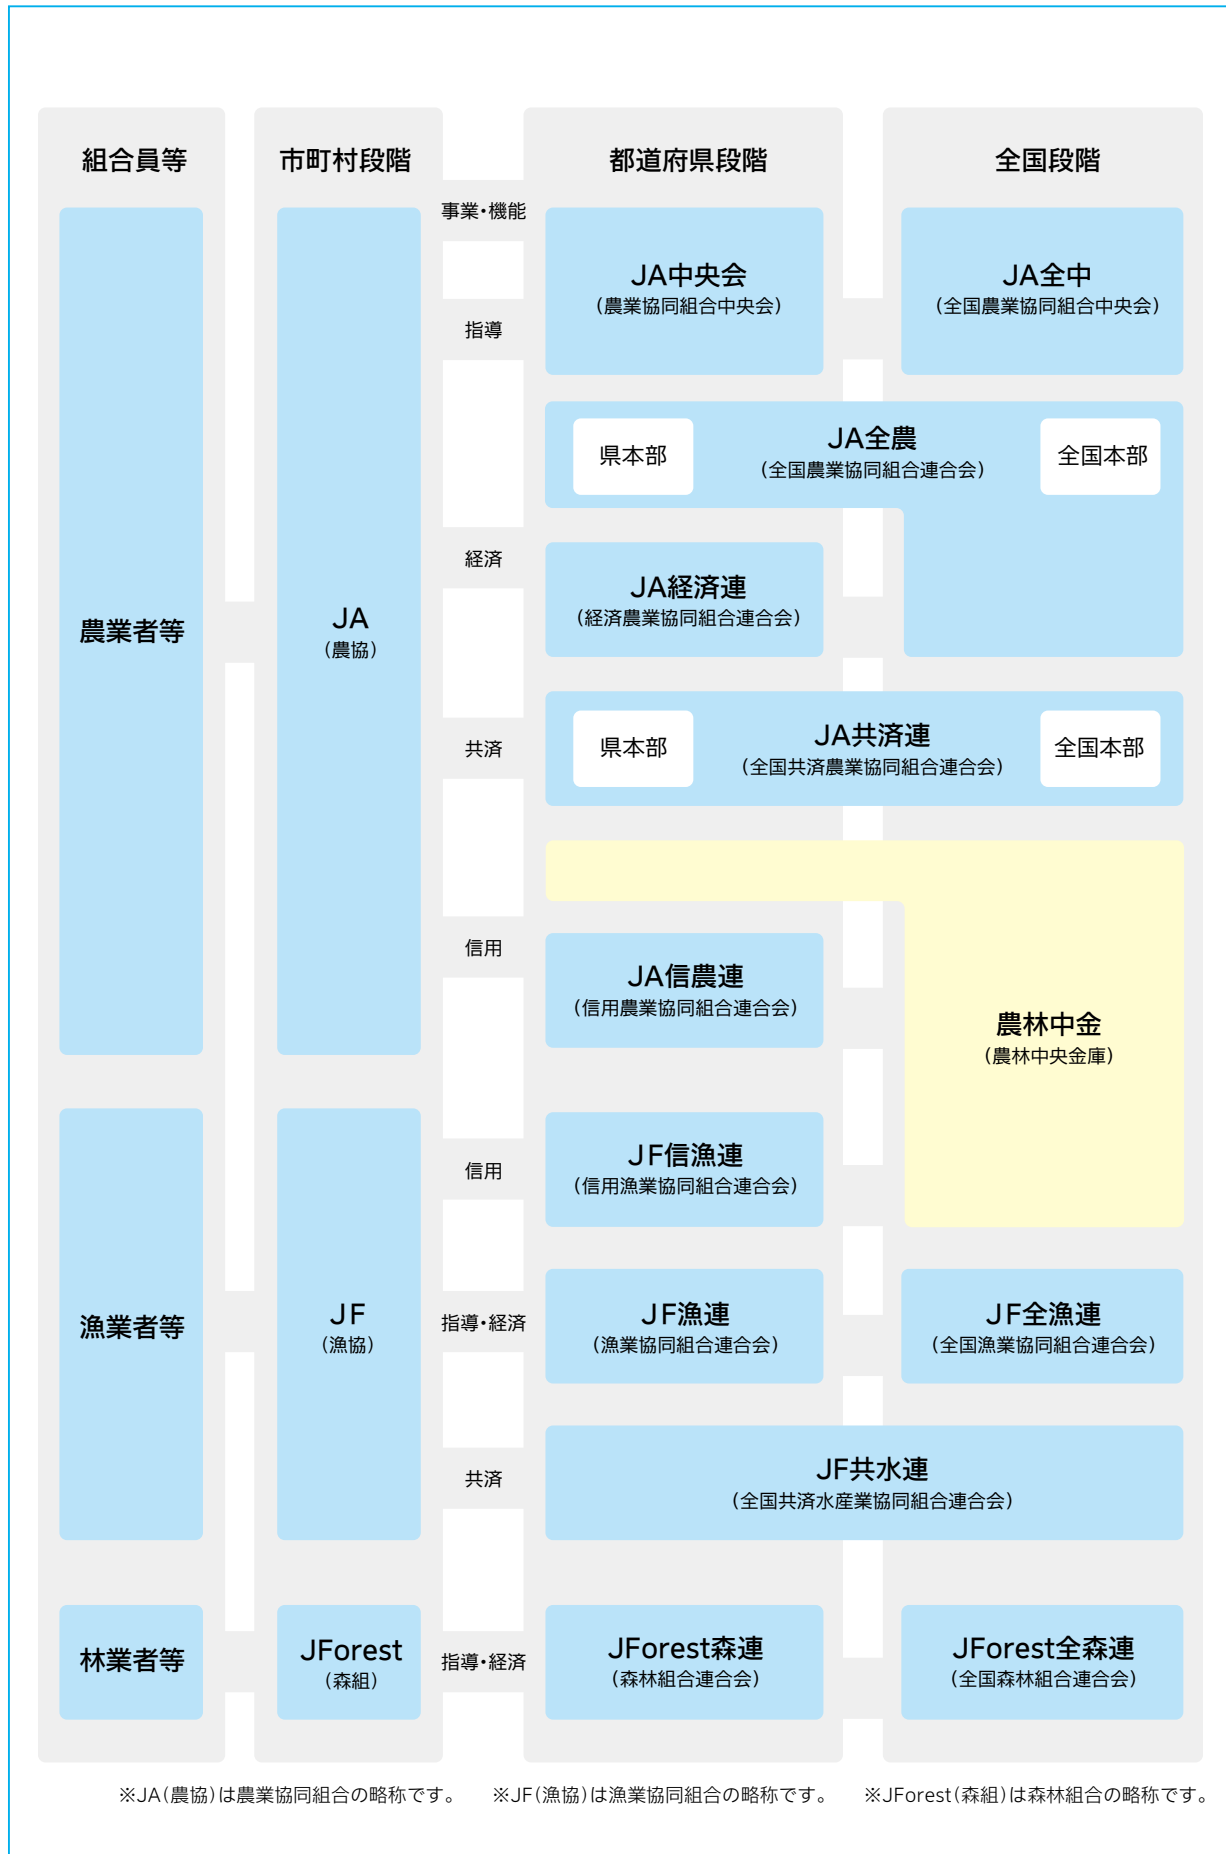 組合員等
市町村段階
都道府県段階
全国段階
事業・機能
農業者等
JA
(農協)
指導
JA中央会
(農業協同組合中央会)
JA全中
(全国農業協同組合中央会)
経済
県本部
JA全農
(全国農業協同組合連合会)
全国本部
JA経済連
(経済農業協同組合連合会)
共済
県本部
JA共済連
(全国共済農業協同組合連合会)
全国本部
信用
JA信農連
(信用農業協同組合連合会)
農林中金
(農林中央金庫)
漁業者等
JF
(漁協)
信用
JF信漁連
(信用漁業協同組合連合会)
指導・経済
JF漁連
(漁業協同組合連合会)
JF全漁連
(全国漁業協同組合連合会)
共済
JF共水連
(全国共済水産業協同組合連合会)
林業者等
JForest
(森組)
指導・経済
JForest森連
(森林組合連合会)
JForest全森連
(全国森林組合連合会)
※JA(農協)は農業協同組合の略称です。 ※JF(漁協)は漁業協同組合の略称です。 ※JForest(森組)は森林組合の略称です。